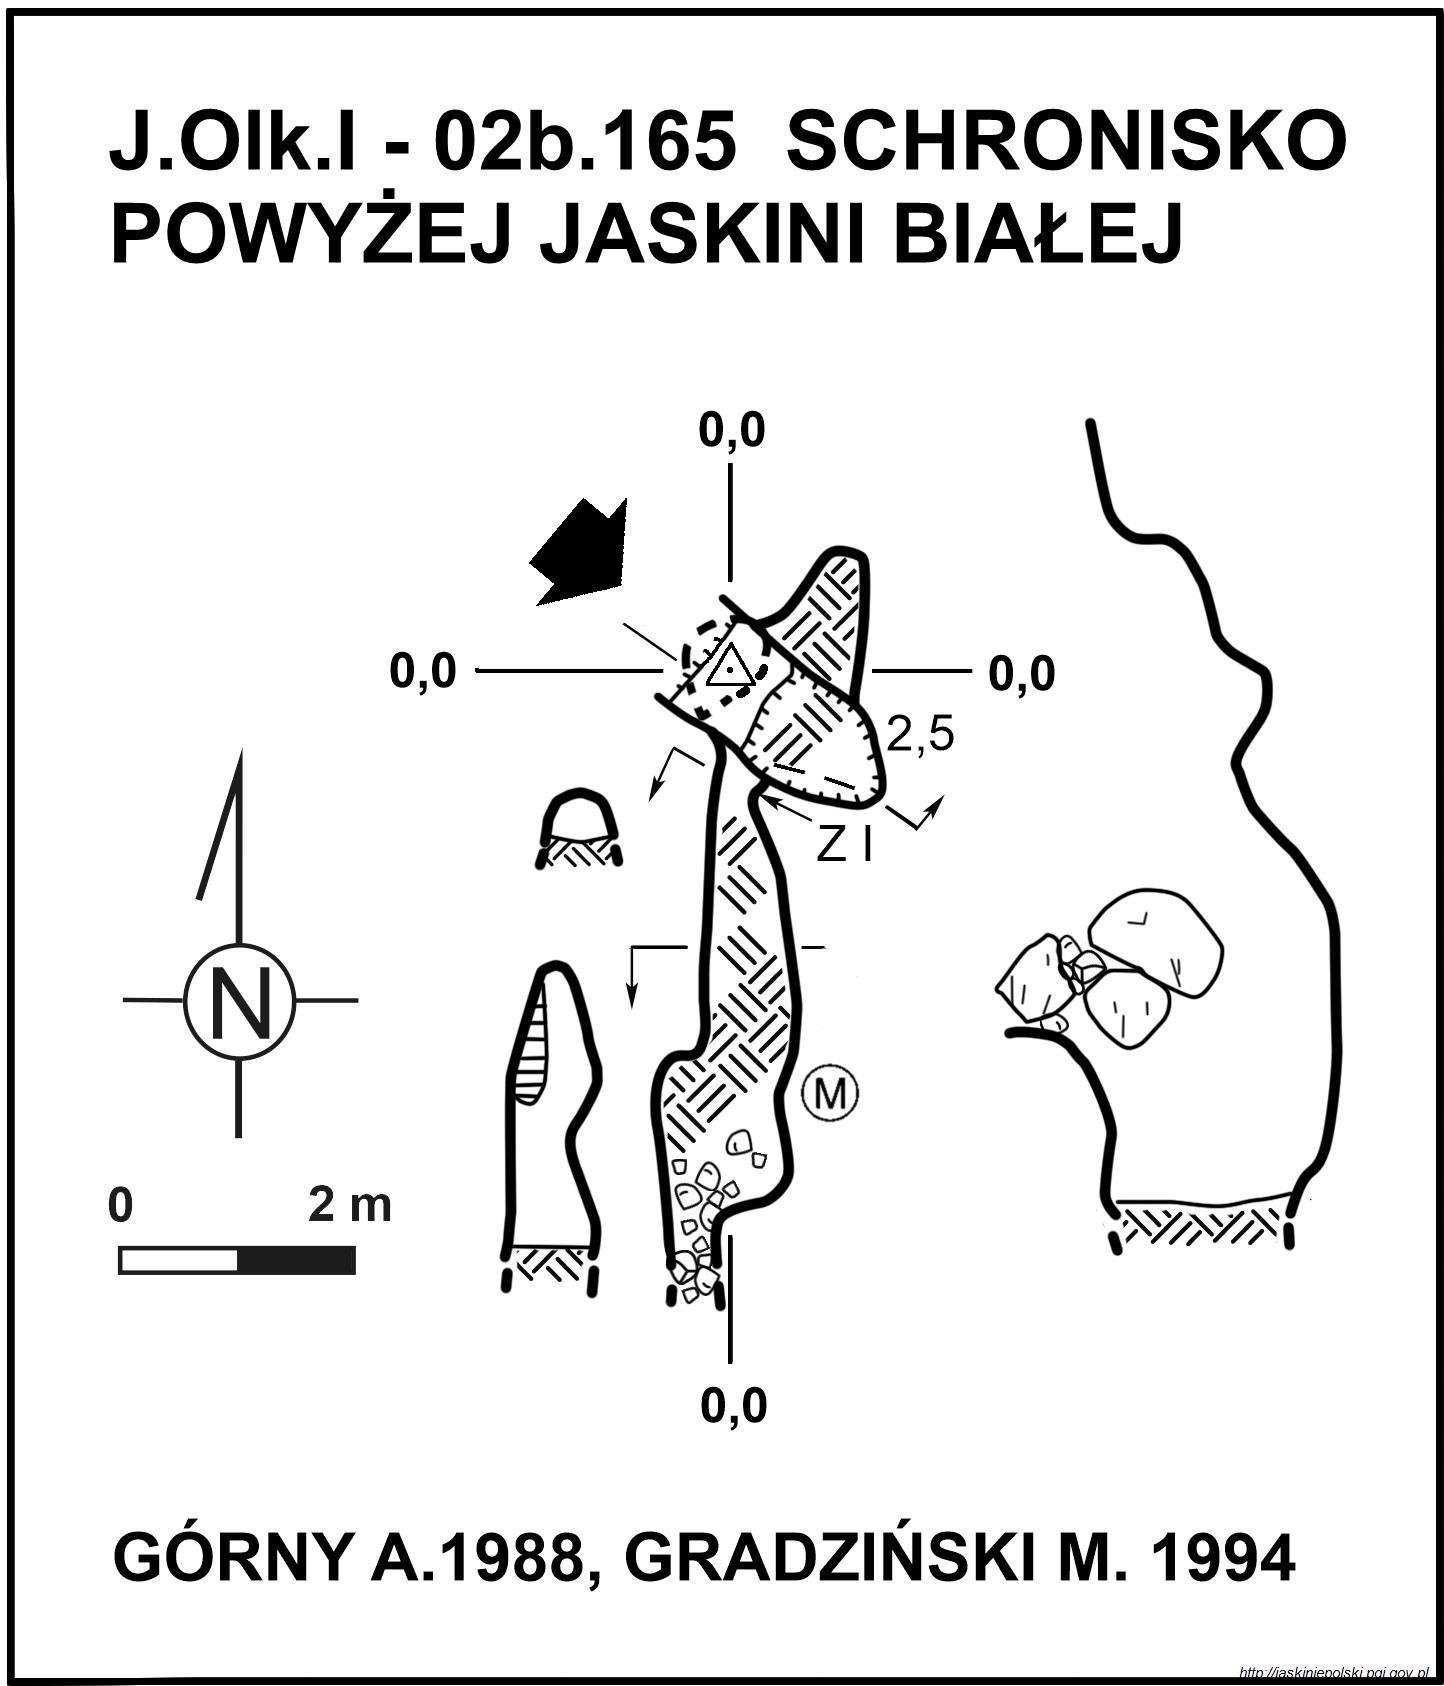 J.Olk.I - 02b.165 SCHRONISKO
POWYŻEJ JASKINI BIAŁEJ
0,0
0,0
0,0
2,5
Z I
N
M
0
2 m
0,0
GÓRNY A.1988, GRADZIŃSKI M. 1994
http://jaskiniepolski.pgi.gov.pl